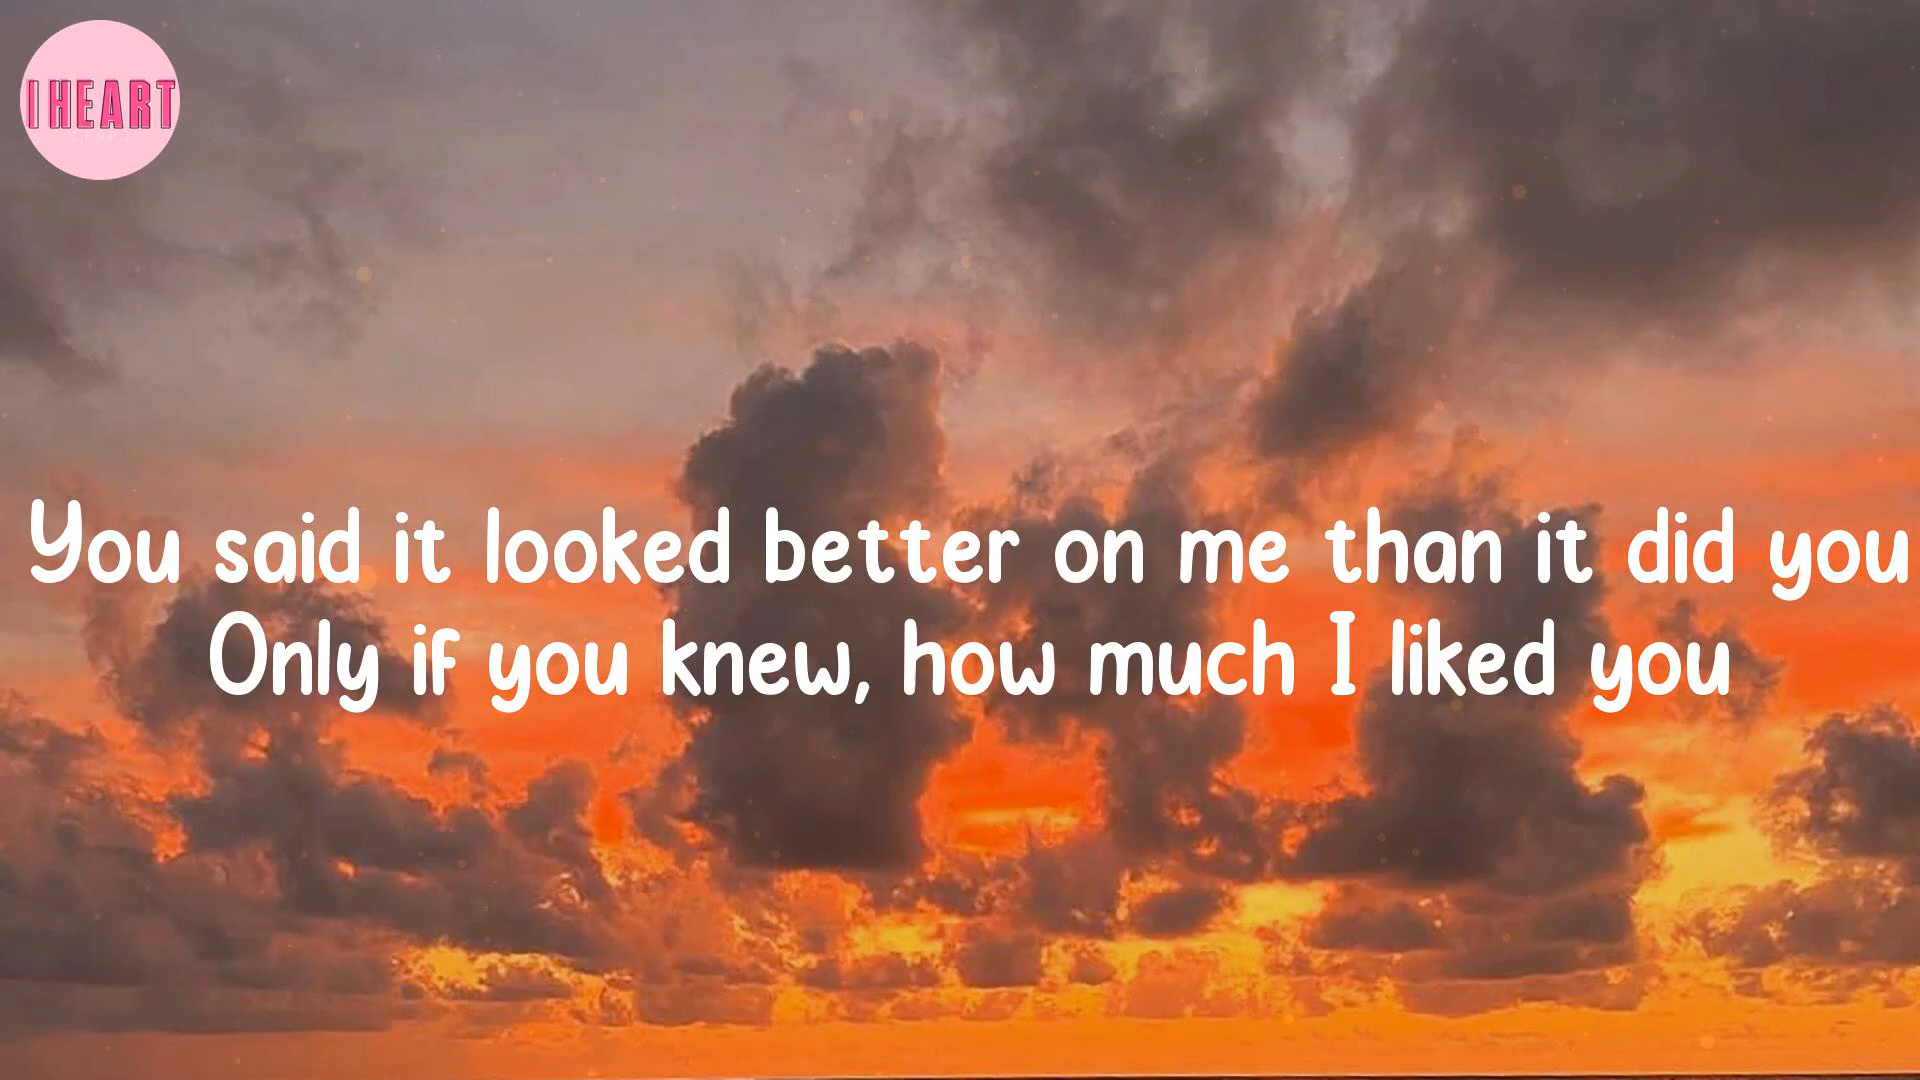 I HEART
You said it looked better on me than it did you
Only if you knew, how much I liked you